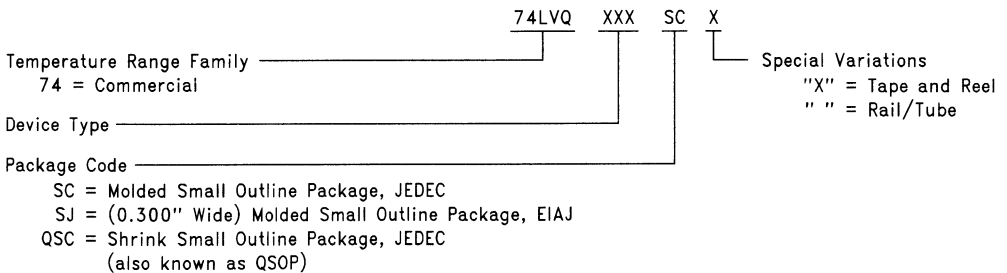 74LVQ XXX SC X
Temperature Range Family
74 = Commercial
Special Variations
"X" = Tape and Reel
" " = Rail/Tube
Device Type
Package Code
SC = Molded Small Outline Package, JEDEC
SJ = (0.300" Wide) Molded Small Outline Package, EIAJ
QSC = Shrink Small Outline Package, JEDEC
(also known as QSOP)